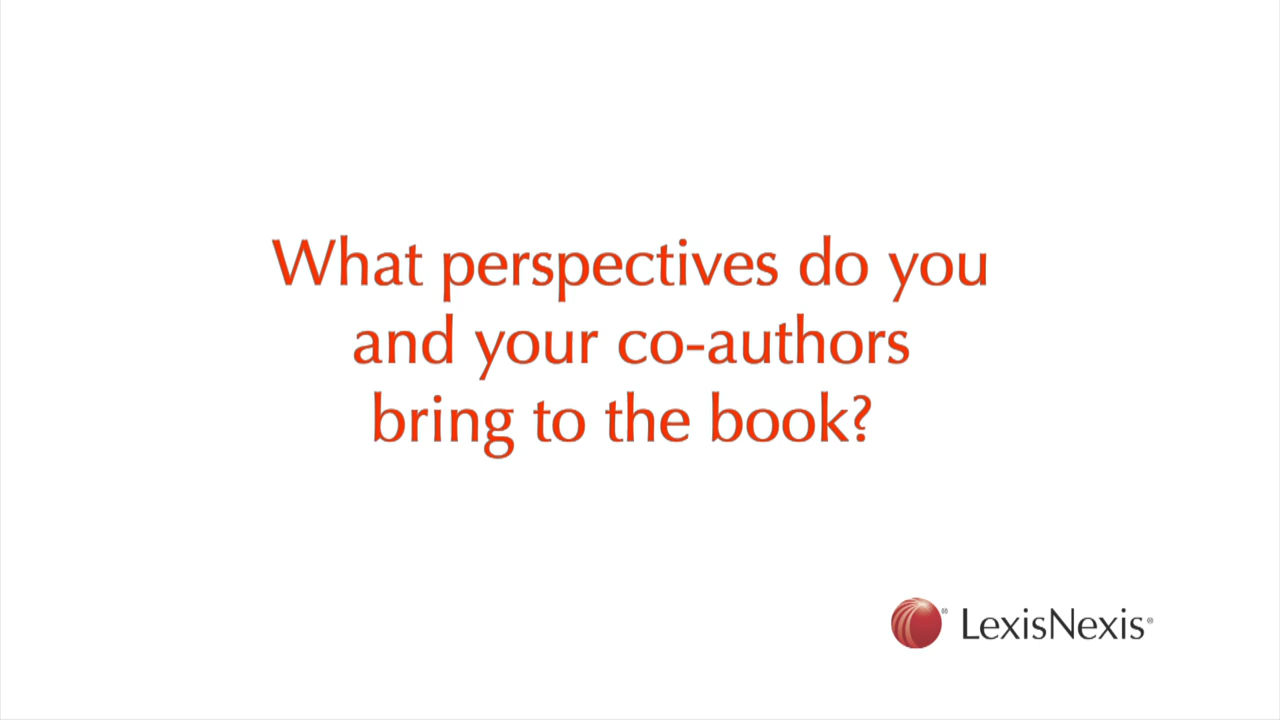 What perspectives do you
and your co-authors
bring to the book?
LexisNexis®